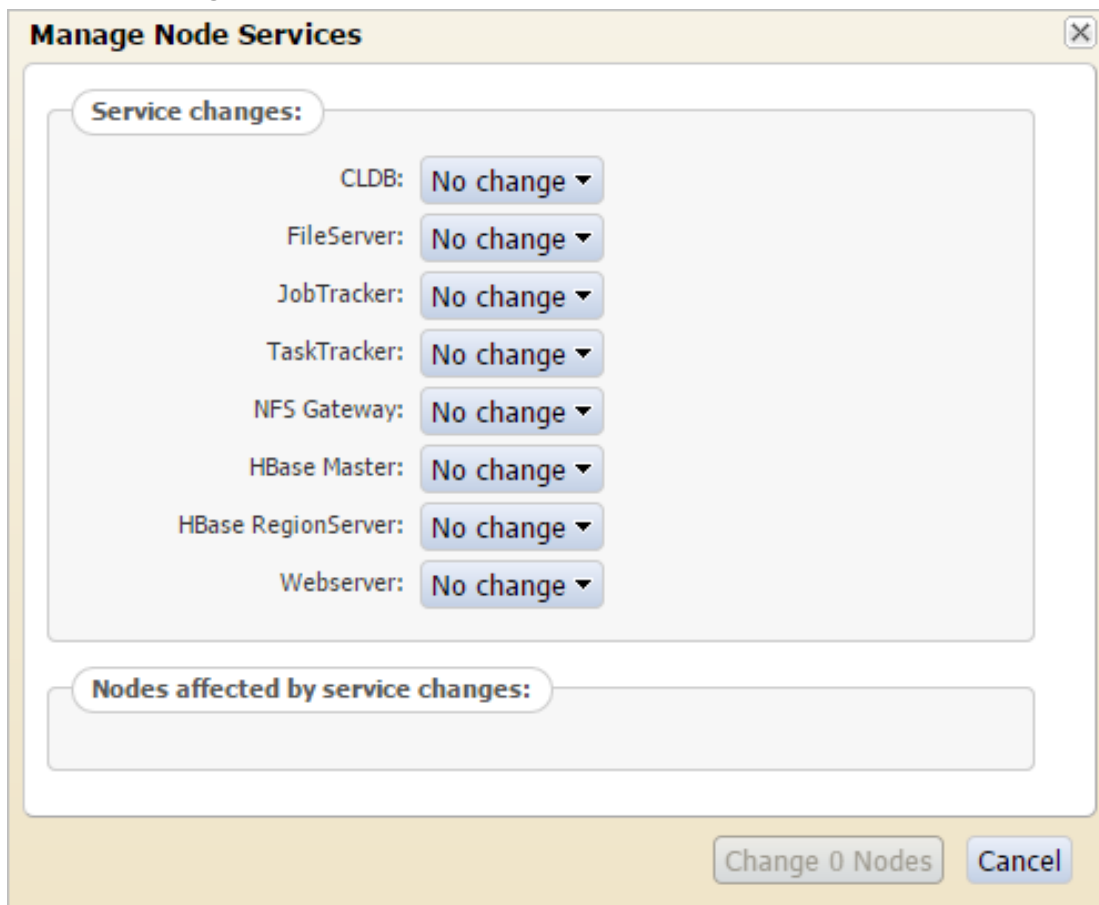 Manage Node Services
Service changes:
CLDB: No change
FileServer: No change
JobTracker: No change
TaskTracker: No change
NFS Gateway: No change
HBase Master: No change
HBase RegionServer: No change
Webserver: No change
Nodes affected by service changes:
Change 0 Nodes Cancel